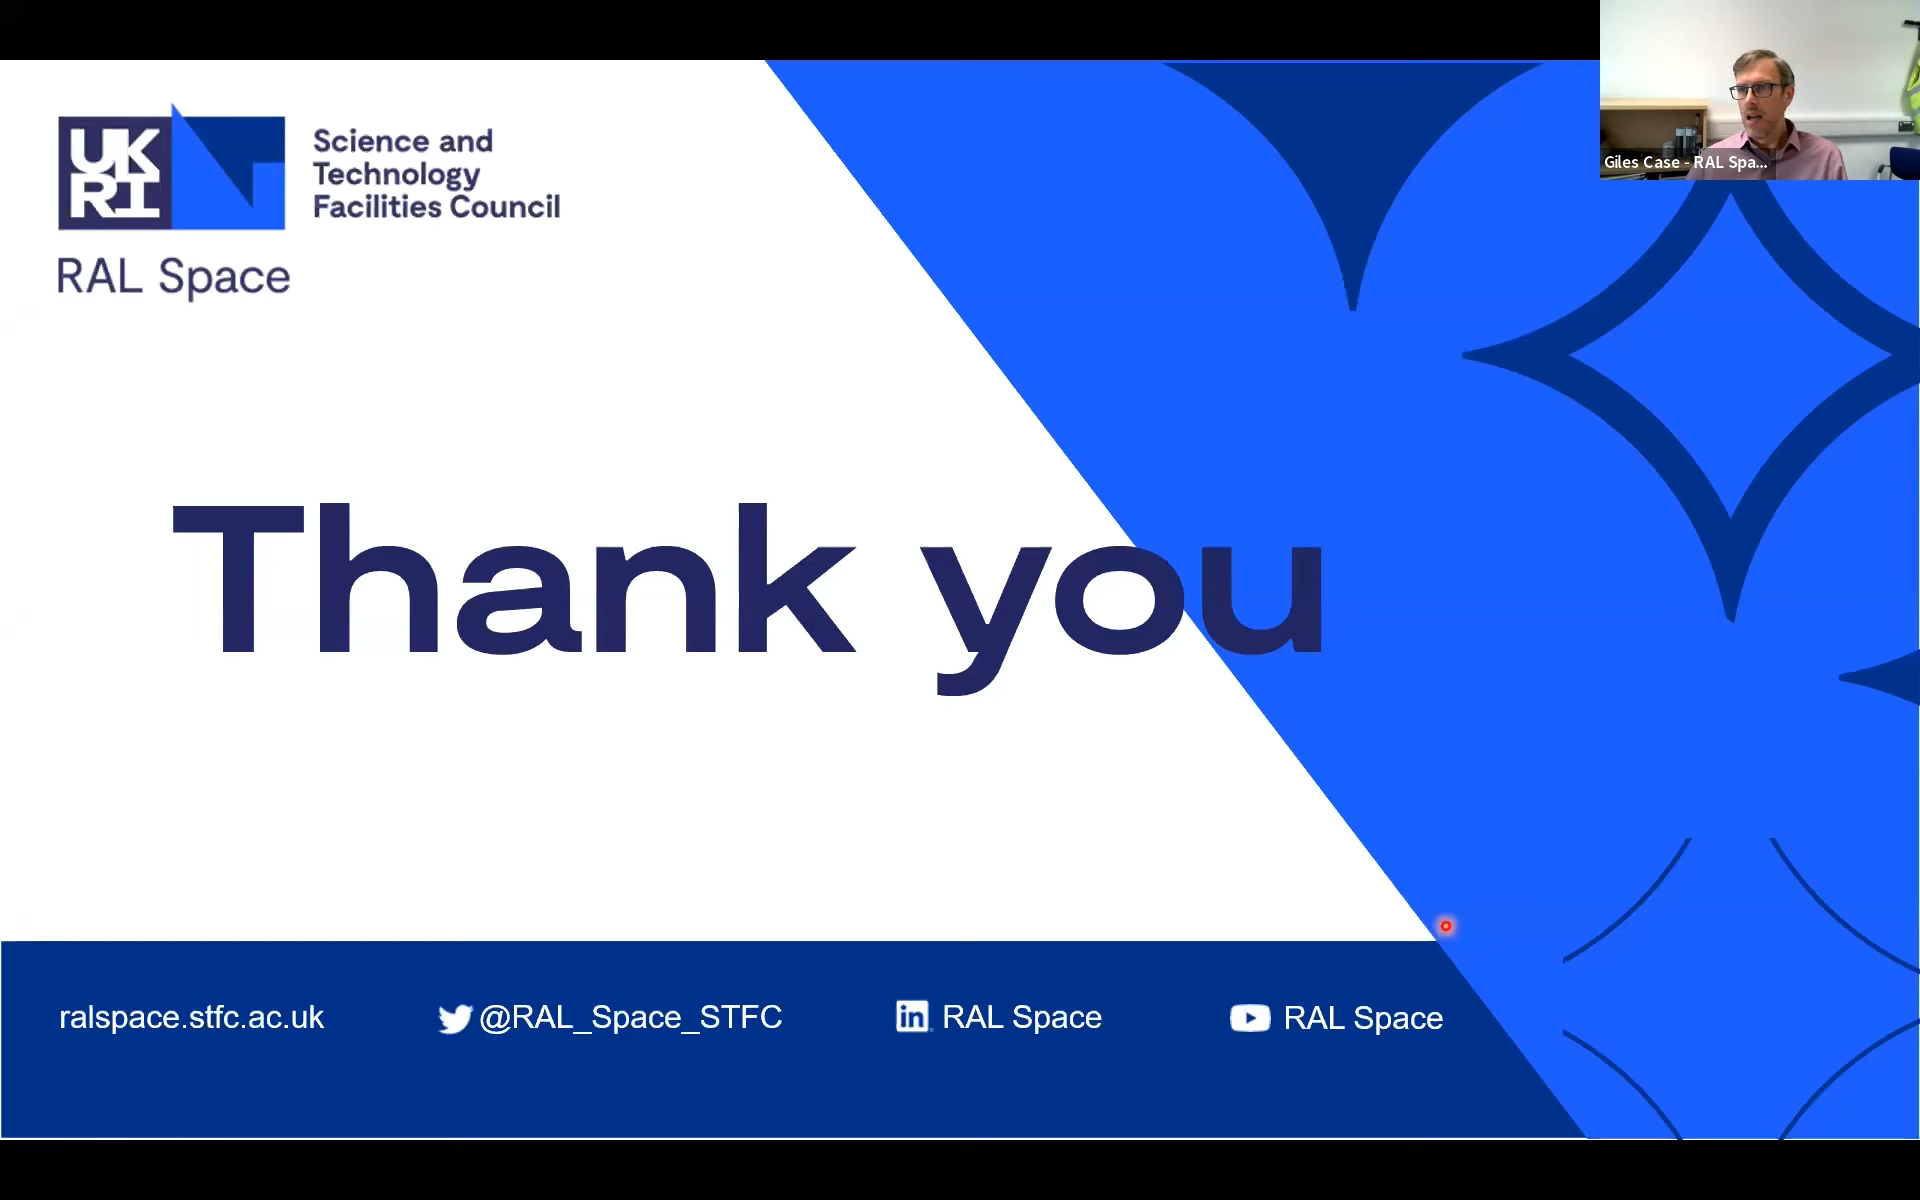 UK
RI
Science and
Technology
Facilities Council
RAL Space
Giles Case - RAL Spa...
Thank you
ralspace.stfc.ac.uk
@RAL_Space_STFC
in RAL Space
RAL Space